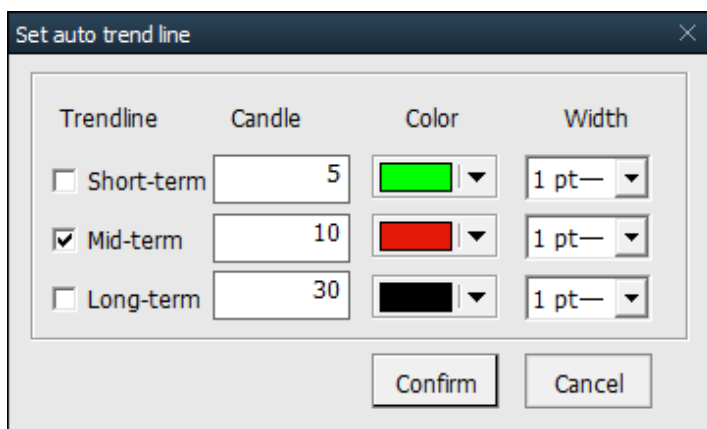 Set auto trend line
Trendline Candle Color Width
Short-term 5 1 pt
Mid-term 10 1 pt
Long-term 30 1 pt
Confirm Cancel